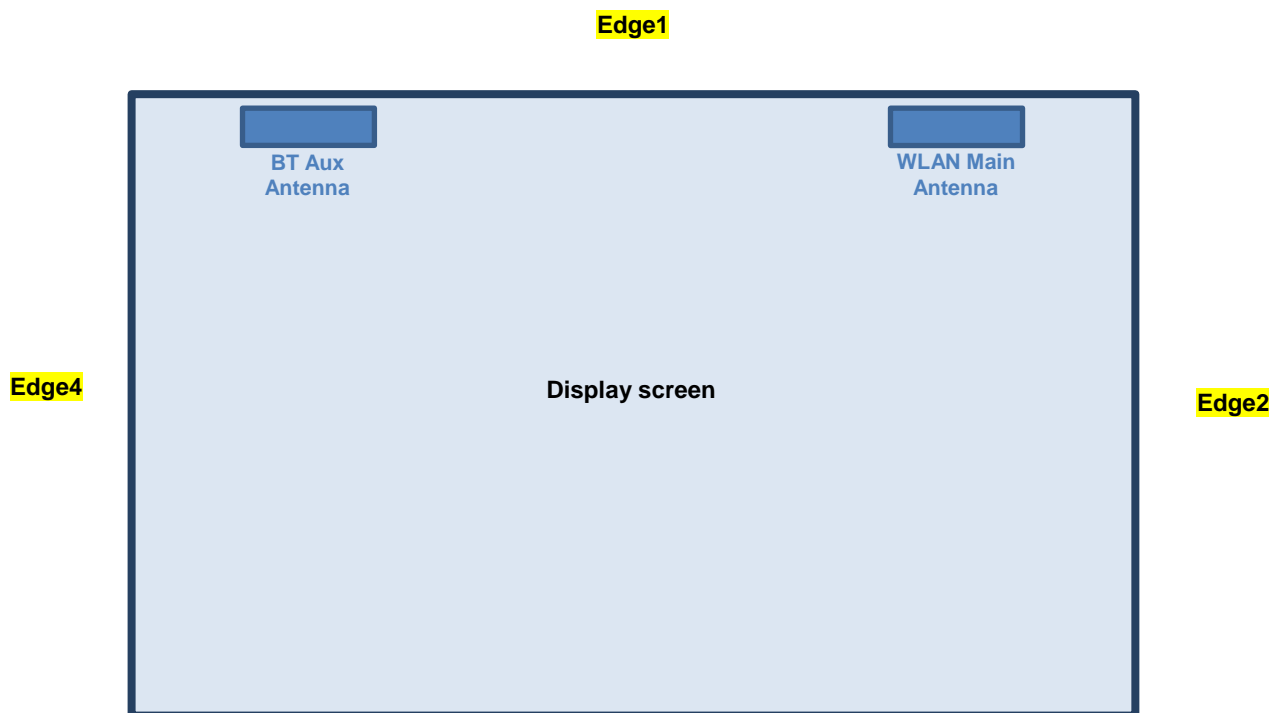 Edge1
BT Aux
Antenna
WLAN Main
Antenna
Edge4
Display screen
Edge2